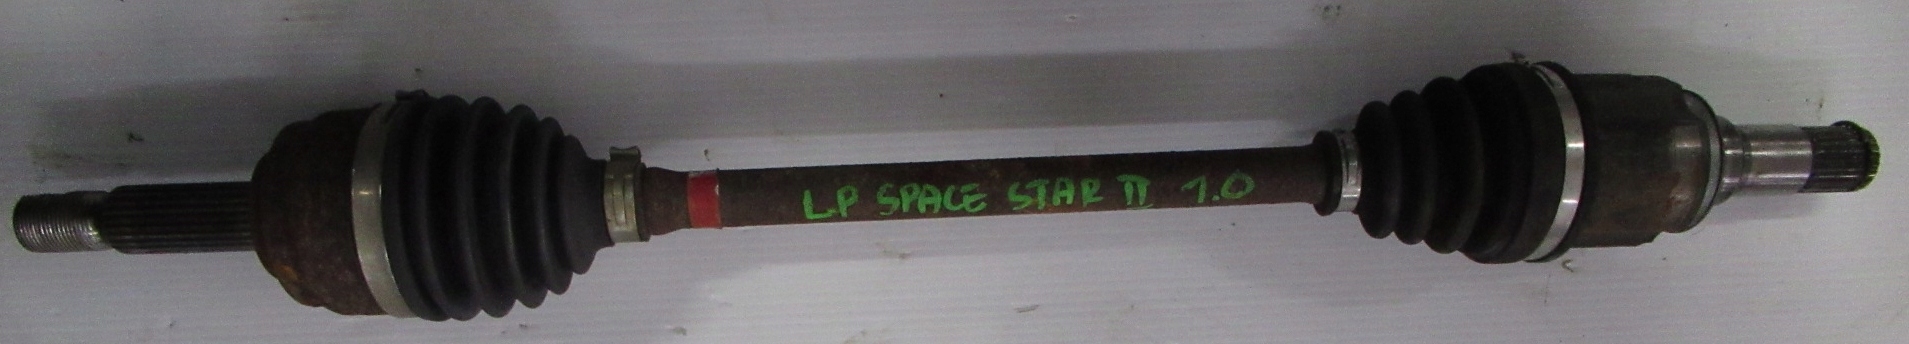 LP SPACE STAR II 1.0